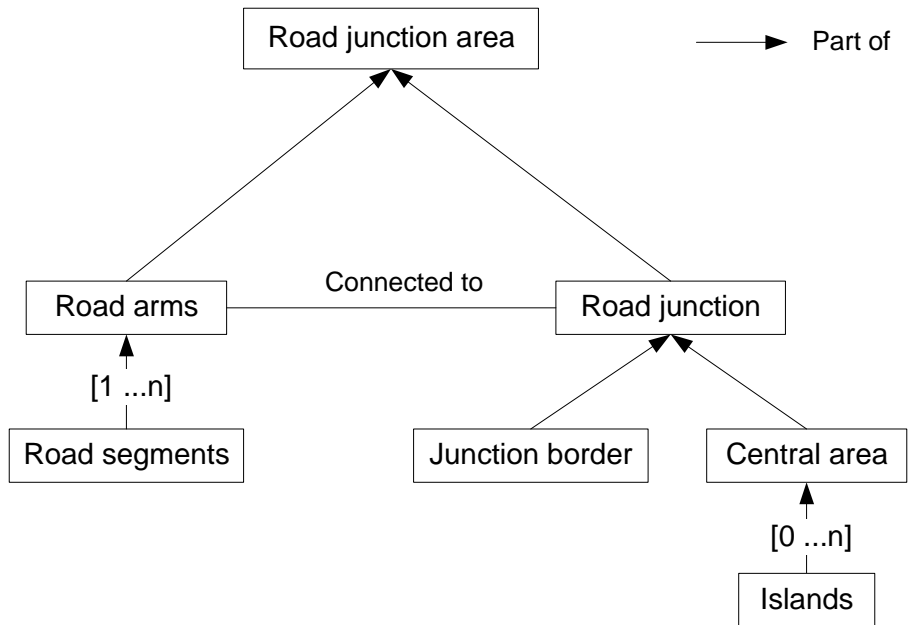 Road junction area
Part of
Connected to
Road arms
Road junction
[1 ...n]
Road segments
Junction border
Central area
[0 ...n]
Islands